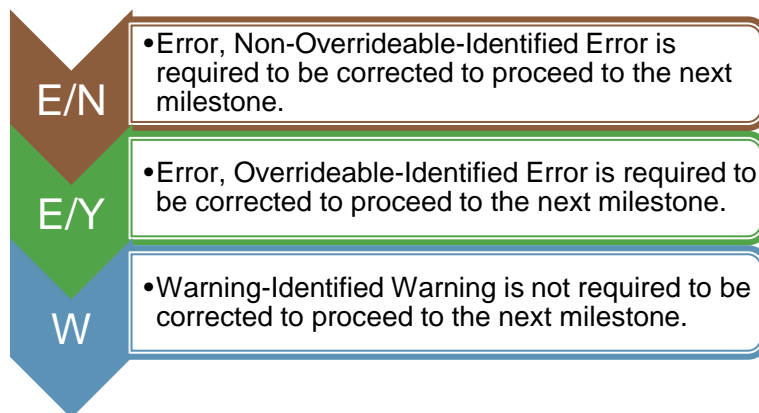 E/N
•Error, Non-Overrideable-Identified Error is
required to be corrected to proceed to the next
milestone.
E/Y
•Error, Overrideable-Identified Error is required to
be corrected to proceed to the next milestone.
W
•Warning-Identified Warning is not required to be
corrected to proceed to the next milestone.